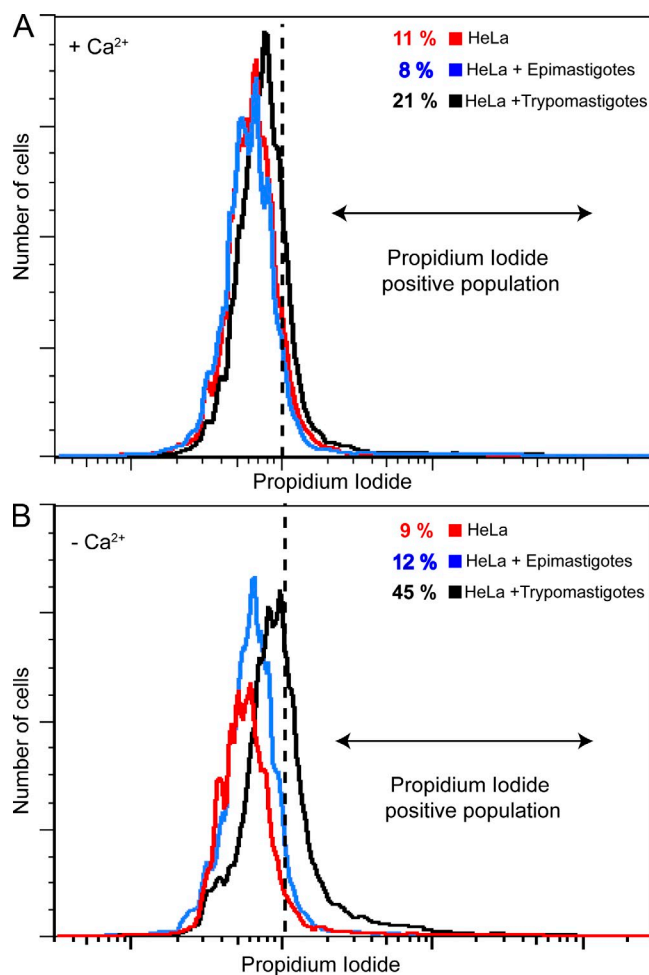 A
+ Ca²⁺
11 % HeLa
8 % HeLa + Epimastigotes
21 % HeLa +Trypomastigotes
Number of cells
Propidium Iodide
positive population
Propidium Iodide
B
- Ca²⁺
9 % HeLa
12 % HeLa + Epimastigotes
45 % HeLa +Trypomastigotes
Number of cells
Propidium Iodide
positive population
Propidium Iodide